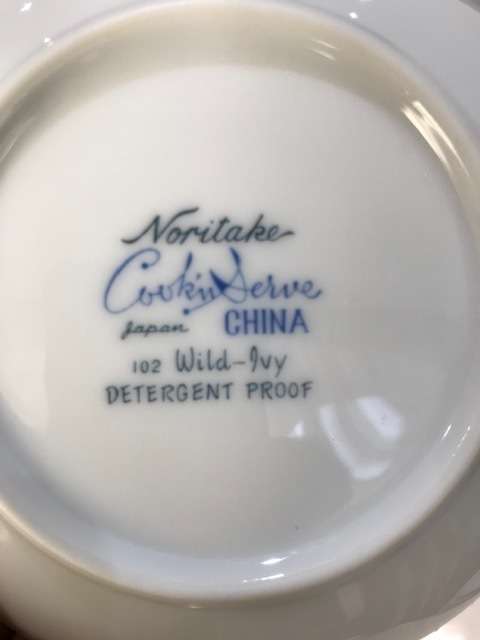 Noritake
Cook'n Serve
Japan CHINA
102 Wild-Ivy
DETERGENT PROOF